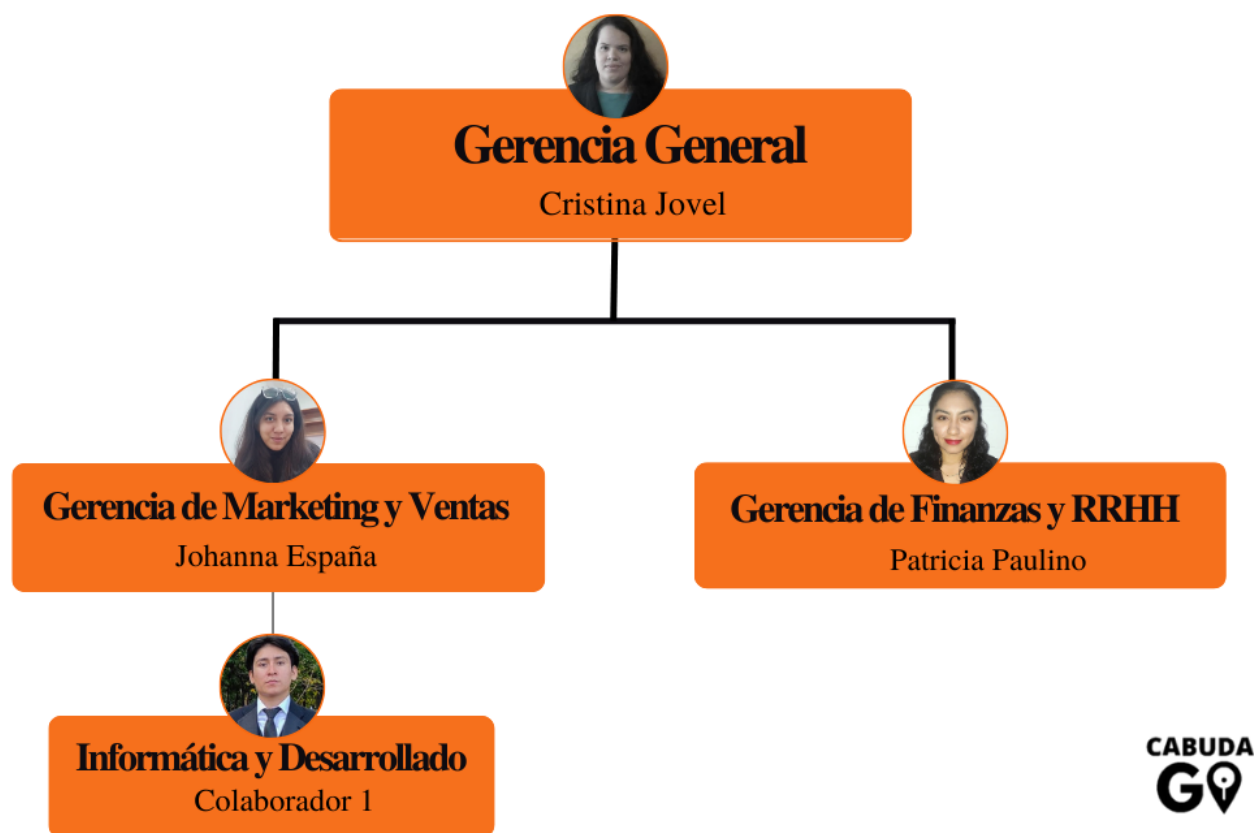 Gerencia General
Cristina Jovel
Gerencia de Marketing y Ventas
Johanna España
Gerencia de Finanzas y RRHH
Patricia Paulino
Informática y Desarrollado
Colaborador 1
CABUDA
GO